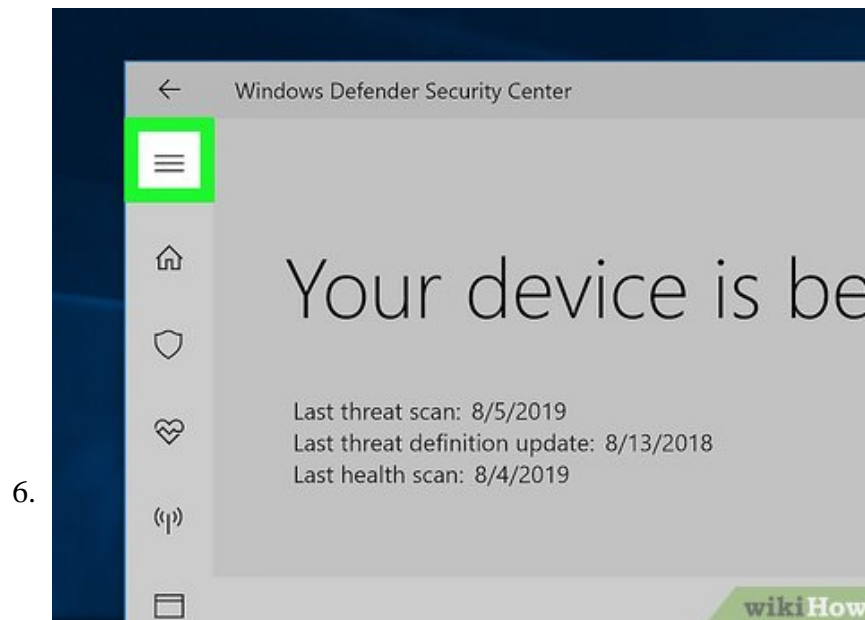 Windows Defender Security Center
Your device is be
Last threat scan: 8/5/2019
Last threat definition update: 8/13/2018
Last health scan: 8/4/2019
6.
wikiHow